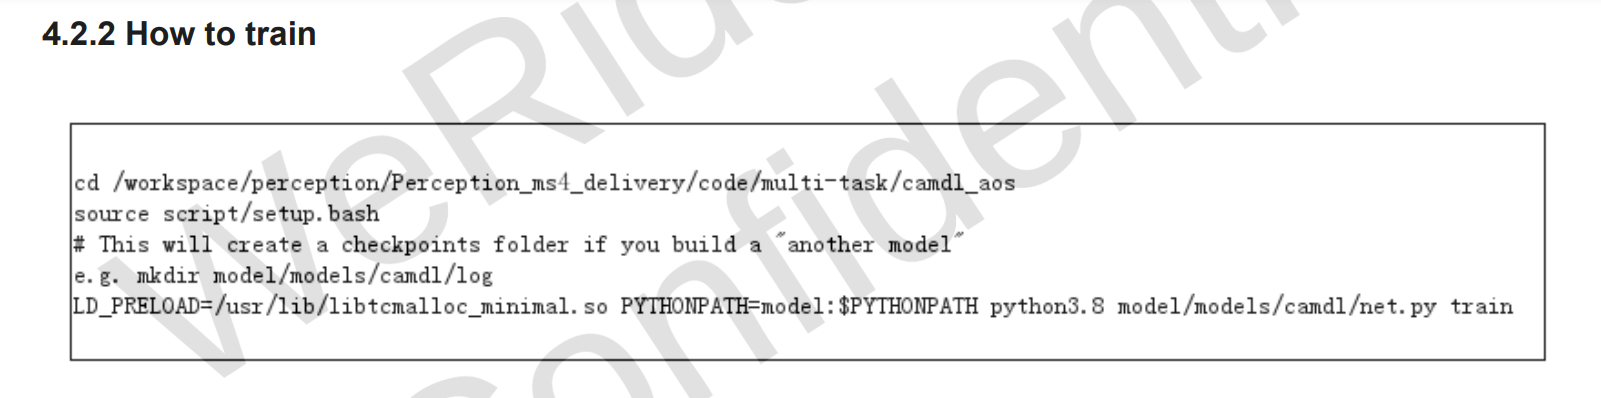 4.2.2 How to train
cd /workspace/perception/Perception_ms4_delivery/code/multi-task/camdl_aos
source script/setup.bash
# This will create a checkpoints folder if you build a "another model"
e.g. mkdir model/models/camdl/log
LD_PRELOAD=/usr/lib/libtcmalloc_minimal.so PYTHONPATH=model:$PYTHONPATH python3.8 model/models/camdl/net.py train
WeRid
Confidenti